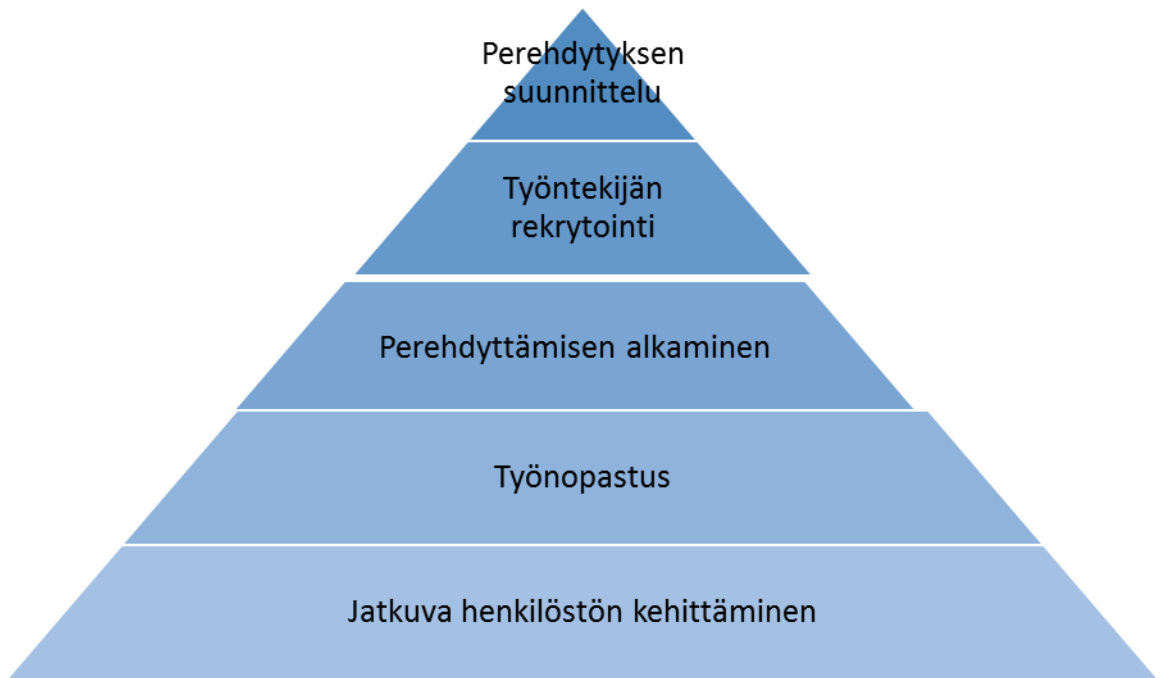 Perehdytyksen
suunnittelu
Työntekijän
rekrytointi
Perehdyttämisen alkaminen
Työnopastus
Jatkuva henkilöstön kehittäminen